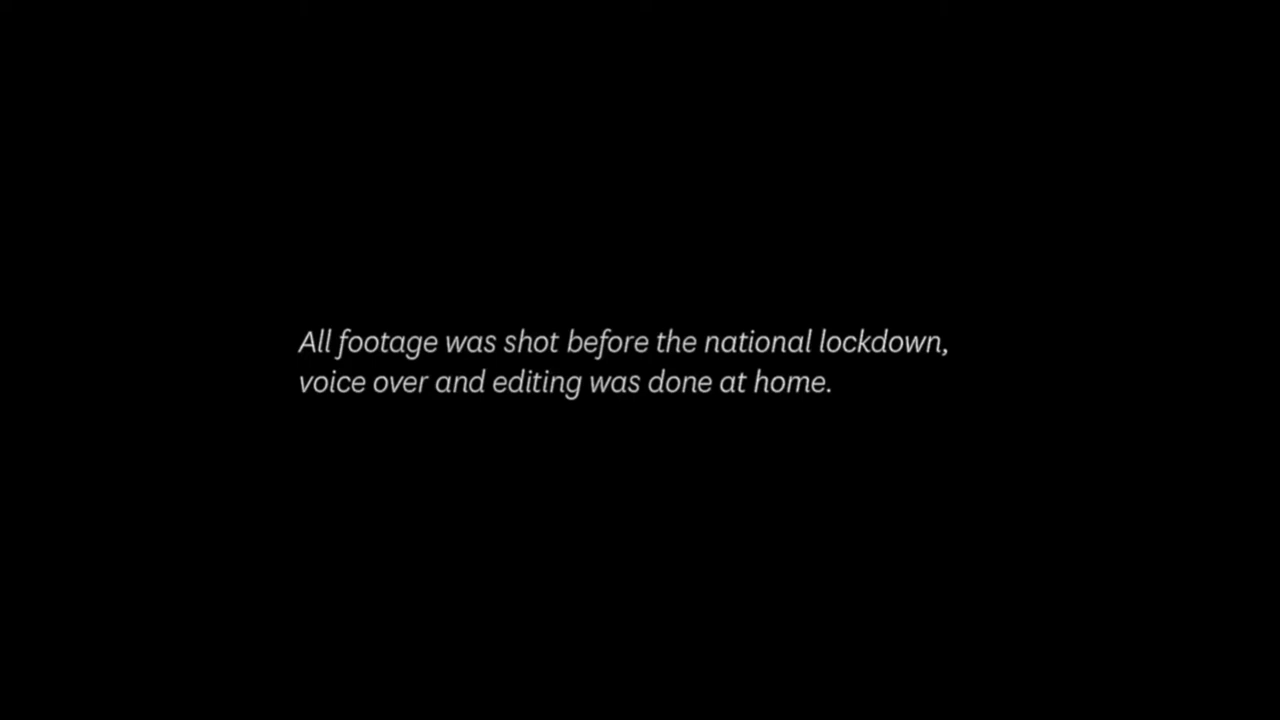 All footage was shot before the national lockdown,
voice over and editing was done at home.